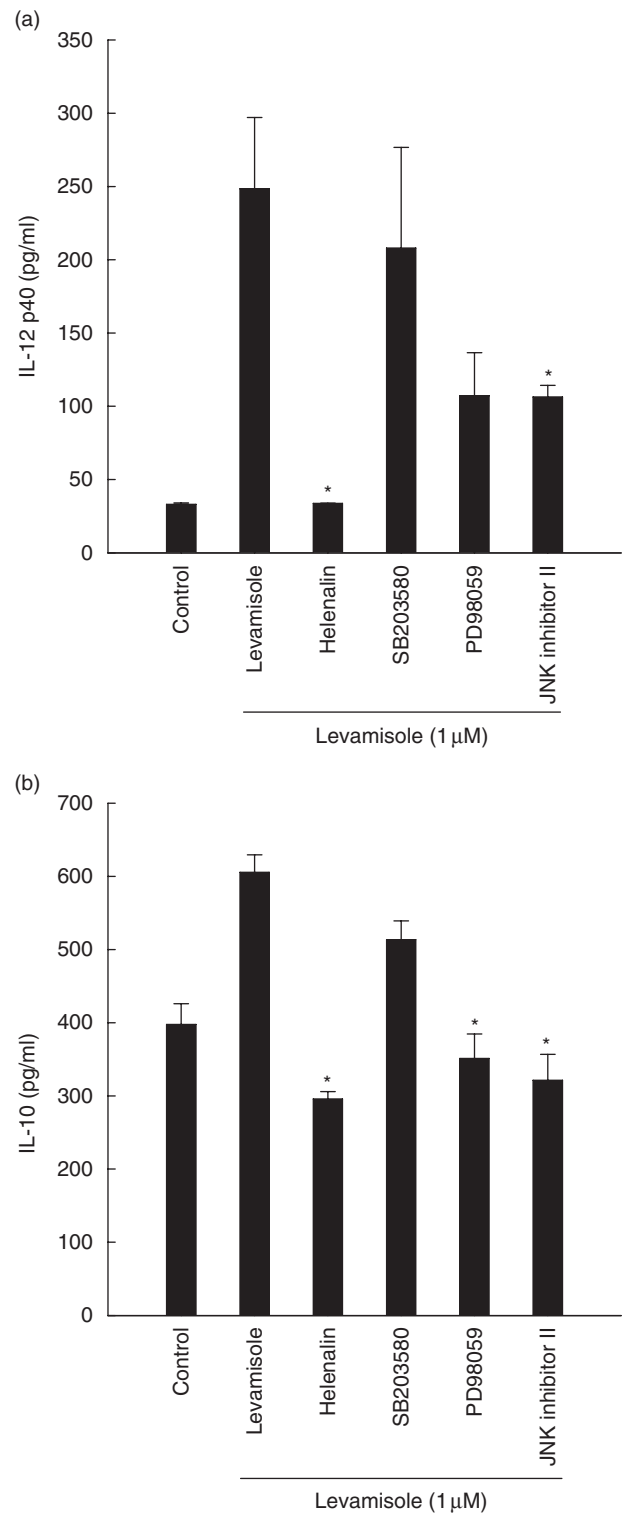 (a)
350
300
250
200
150
100
50
0
IL-12 p40 (pg/ml)
*
*
Control
Levamisole
Helenalin
SB203580
PD98059
JNK inhibitor II
Levamisole (1 μM)
(b)
700
600
500
400
300
200
100
0
IL-10 (pg/ml)
*
*
*
Control
Levamisole
Helenalin
SB203580
PD98059
JNK inhibitor II
Levamisole (1 μM)